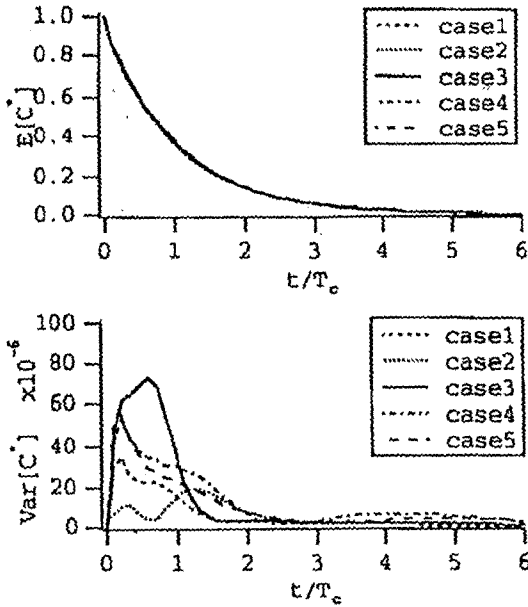 1.0
0.8
0.6
0.4
0.2
0.0
E[C*]
case1
case2
case3
case4
case5
0 1 2 3 4 5 6
t/Tc
100
80
60
40
20
0
Var[C*] x10-6
case1
case2
case3
case4
case5
0 1 2 3 4 5 6
t/Tc